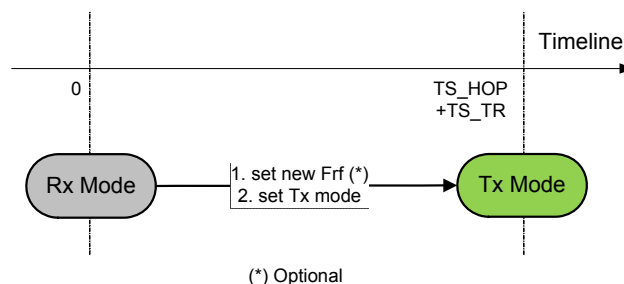 Timeline
0
TS_HOP
+TS_TR
Rx Mode
1. set new Frf (*)
2. set Tx mode
Tx Mode
(*) Optional